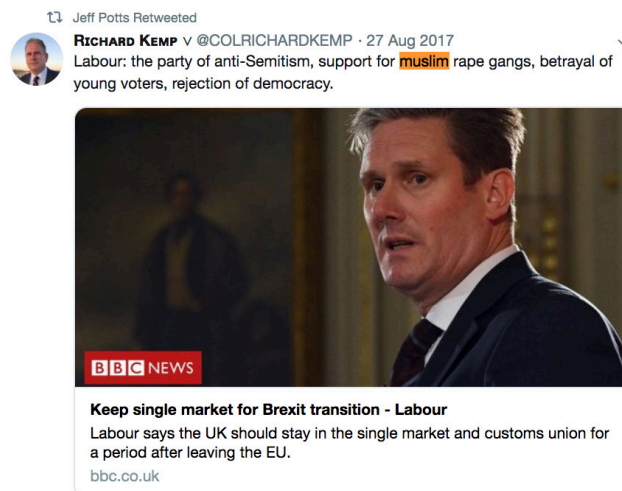 Jeff Potts Retweeted
RICHARD KEMP V @COLRICHARDKEMP · 27 Aug 2017
Labour: the party of anti-Semitism, support for muslim rape gangs, betrayal of
young voters, rejection of democracy.
BBC NEWS
Keep single market for Brexit transition - Labour
Labour says the UK should stay in the single market and customs union for
a period after leaving the EU.
bbc.co.uk